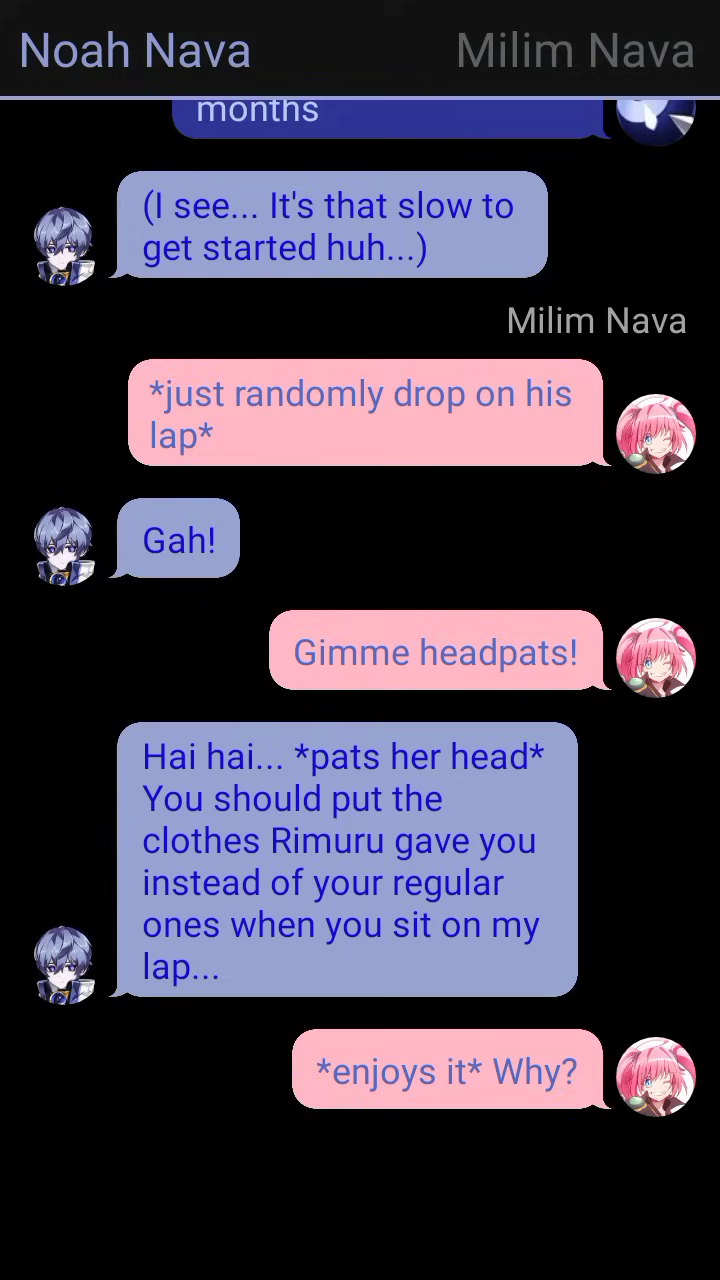 Noah Nava
Milim Nava
months
(I see... It's that slow to
get started huh...)
Milim Nava
*just randomly drop on his
lap*
Gah!
Gimme headpats!
Hai hai... *pats her head*
You should put the
clothes Rimuru gave you
instead of your regular
ones when you sit on my
lap...
*enjoys it* Why?